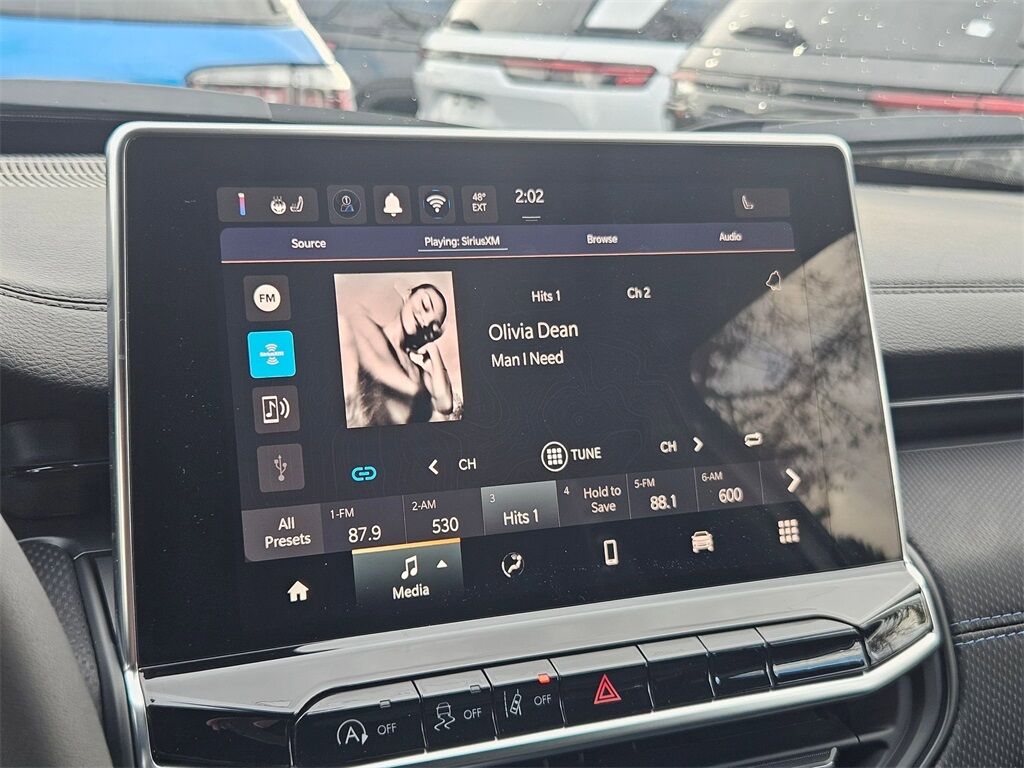 48°
EXT
2:02
Source
Playing: SiriusXM
Browse
Audio
FM
SiriusXM
Hits 1
Ch 2
Olivia Dean
Man I Need
CH
TUNE
CH
All
Presets
1-FM
87.9
2-AM
530
3
Hits 1
4
Hold to
Save
5-FM
88.1
6-AM
600
Media
A
OFF
OFF
OFF